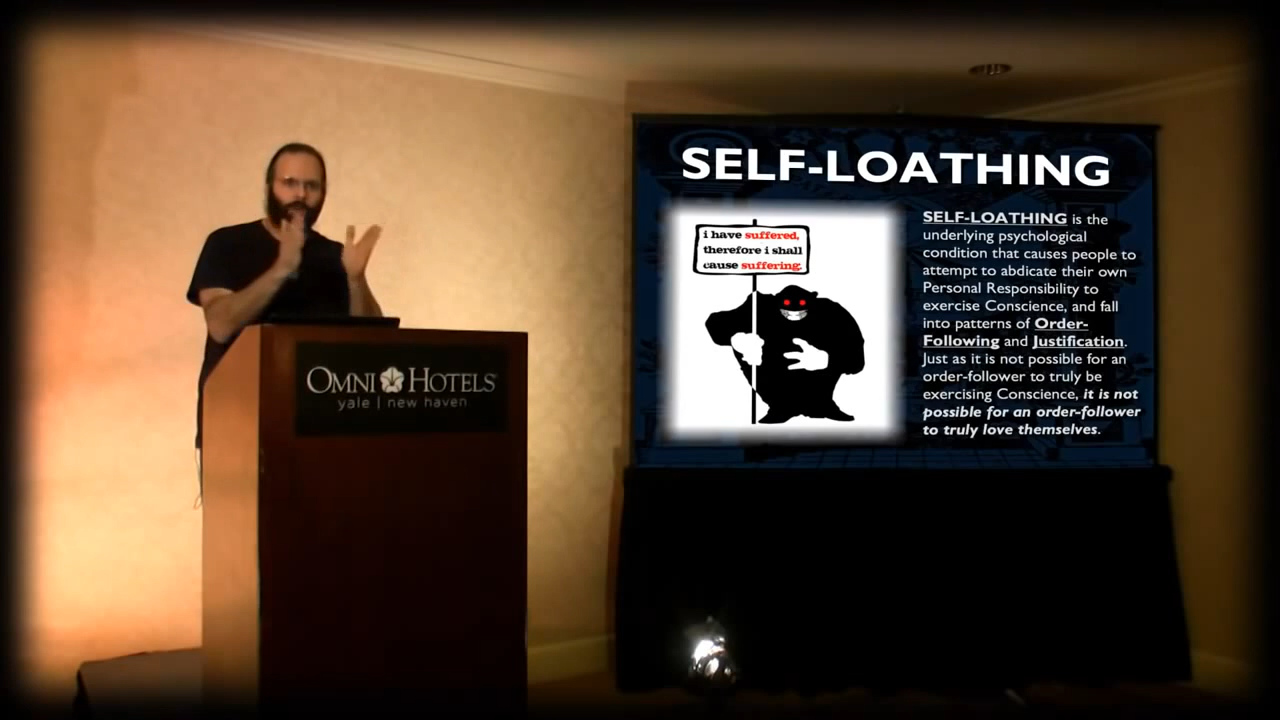 SELF-LOATHING
i have suffered,
therefore i shall
cause suffering.
SELF-LOATHING is the
underlying psychological
condition that causes people to
attempt to abdicate their own
Personal Responsibility to
exercise Conscience, and fall
into patterns of Order-
Following and Justification.
Just as it is not possible for an
order-follower to truly be
exercising Conscience, it is not
possible for an order-follower
to truly love themselves.
OMNI HOTELS
yale | new haven